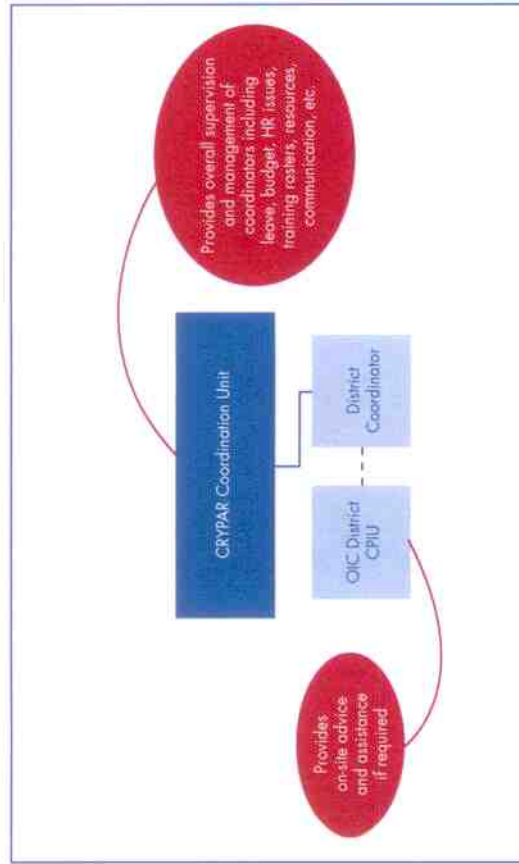 Provides overall supervision
and management of
coordinators including
leave, budget, HR issues,
training rosters, resources,
communication, etc.
CRYPAR Coordination Unit
District
Coordinator
OIC District
CPIU
Provides
on-site advice
and assistance
if required